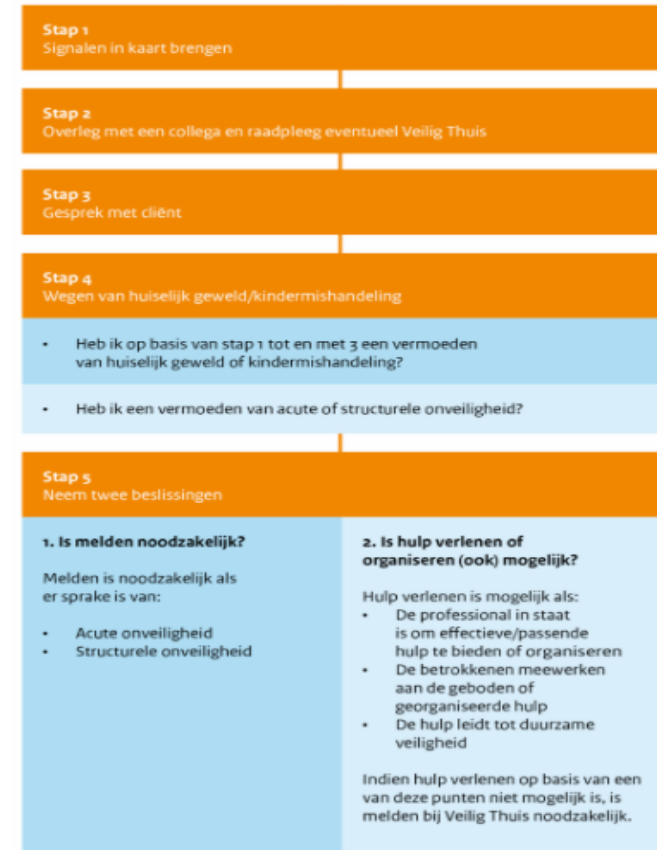 Stap 1
Signalen in kaart brengen
Stap 2
Overleg met een collega en raadpleeg eventueel Veilig Thuis
Stap 3
Gesprek met cliënt
Stap 4
Wegen van huiselijk geweld/kindermishandeling
• Heb ik op basis van stap 1 tot en met 3 een vermoeden
van huiselijk geweld of kindermishandeling?
• Heb ik een vermoeden van acute of structurele onveiligheid?
Stap 5
Neem twee beslissingen
1. Is melden noodzakelijk?
Melden is noodzakelijk als
er sprake is van:
• Acute onveiligheid
• Structurele onveiligheid
2. Is hulp verlenen of
organiseren (ook) mogelijk?
Hulp verlenen is mogelijk als:
• De professional in staat
is om effectieve/passende
hulp te bieden of organiseren
• De betrokkenen meewerken
aan de geboden of
georganiseerde hulp
• De hulp leidt tot duurzame
veiligheid
Indien hulp verlenen op basis van een
van deze punten niet mogelijk is, is
melden bij Veilig Thuis noodzakelijk.